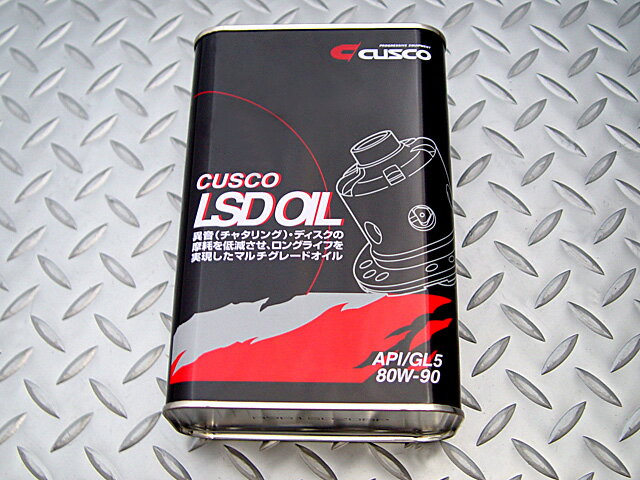 PROGRESSIVE EQUIPMENT
CUSCO
CUSCO
LSD OIL
異音(チャタリング)・ディスクの
摩耗を低減させ、ロングライフを
実現したマルチグレードオイル
API/GL5
80W-90